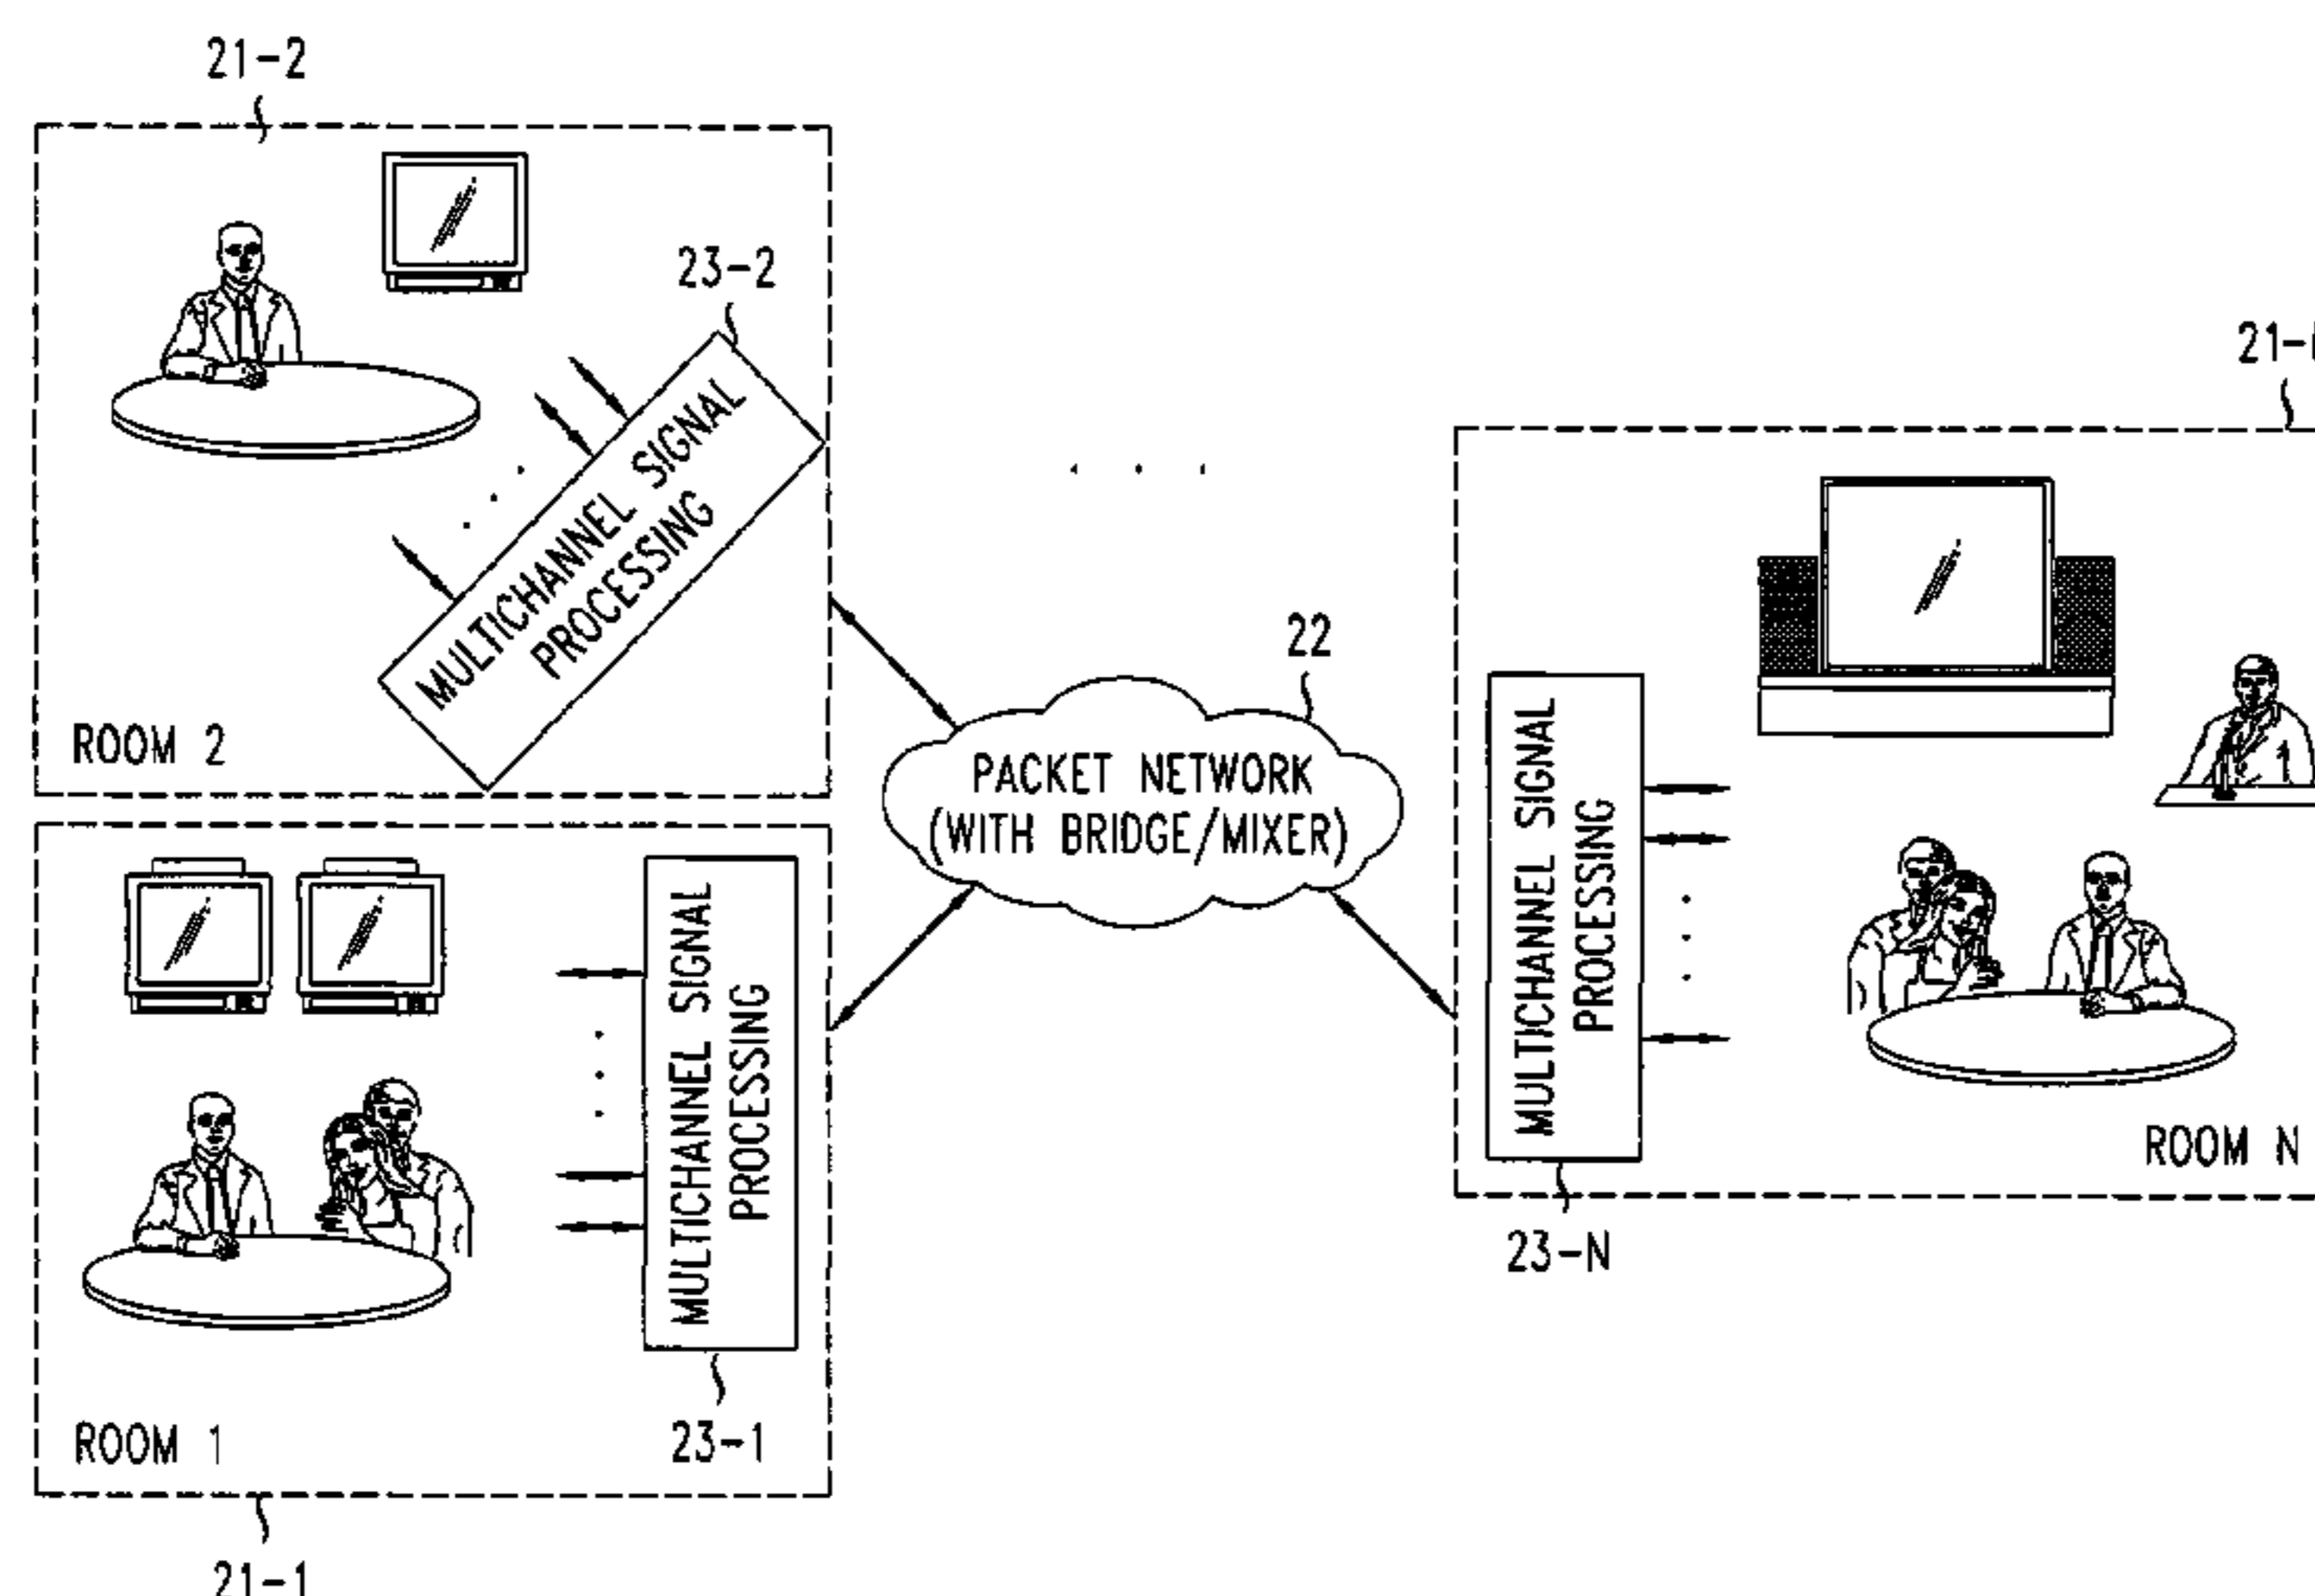 21-2
23-2
MULTICHANNEL SIGNAL
PROCESSING
ROOM 2
22
PACKET NETWORK
(WITH BRIDGE/MIXER)
MULTICHANNEL SIGNAL
PROCESSING
23-1
ROOM 1
21-1
MULTICHANNEL SIGNAL
PROCESSING
ROOM N
23-N